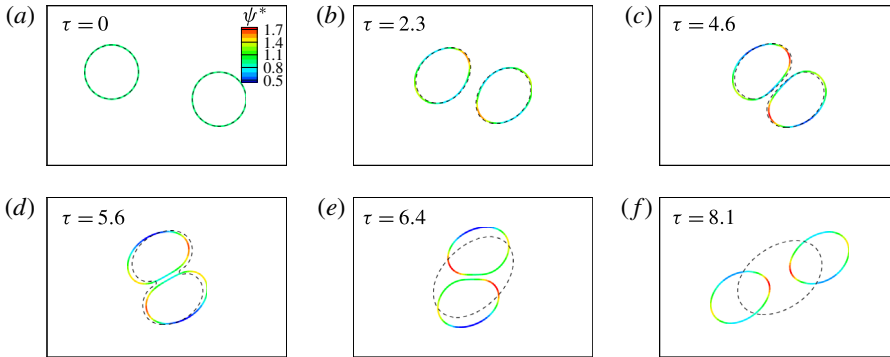 (a)
τ = 0
ψ*
1.7
1.4
1.1
0.8
0.5
(b)
τ = 2.3
(c)
τ = 4.6
(d)
τ = 5.6
(e)
τ = 6.4
(f)
τ = 8.1